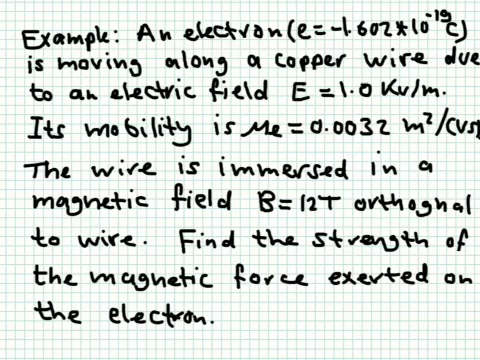 Example: An electron (e=-1.602*10^-19 C)
is moving along a copper wire due
to an electric field E = 1.0 Kv/m.
Its mobility is μe = 0.0032 m²/(Vs)
The wire is immersed in a
magnetic field B=12T orthognal
to wire. Find the strength of
the magnetic force exerted on
the electron.